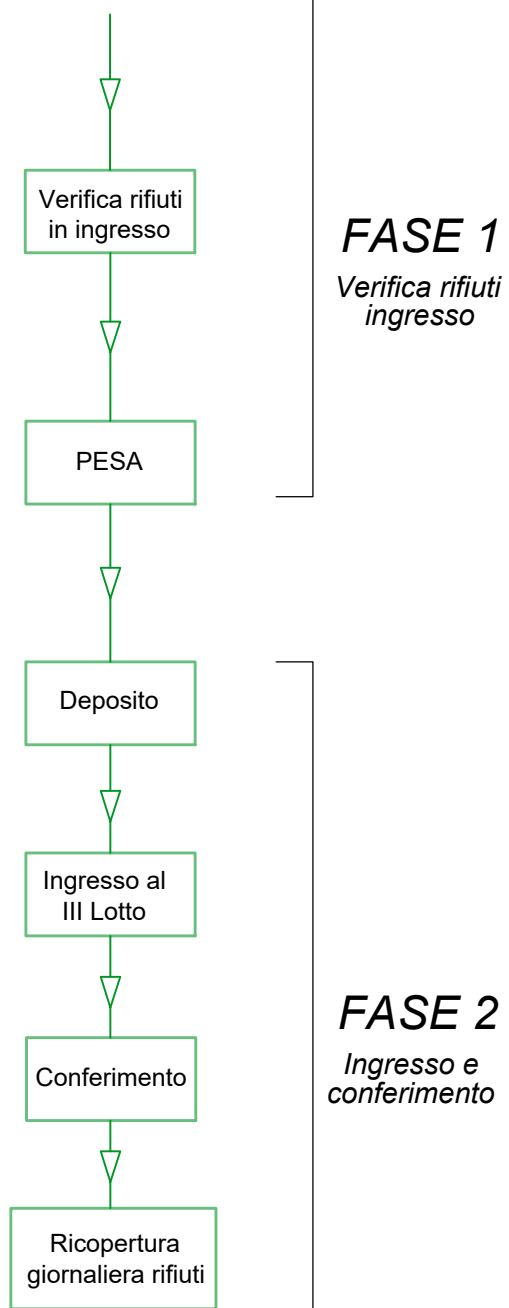 Verifica rifiuti
in ingresso
FASE 1
Verifica rifiuti
ingresso
PESA
Deposito
Ingresso al
III Lotto
FASE 2
Ingresso e
conferimento
Conferimento
Ricopertura
giornaliera rifiuti